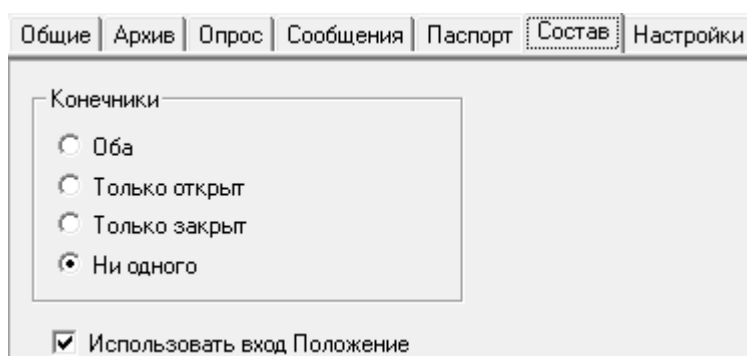 Общие Архив Опрос Сообщения Паспорт Состав Настройки
Конечники
Оба
Только открыт
Только закрыт
Ни одного
Использовать вход Положение